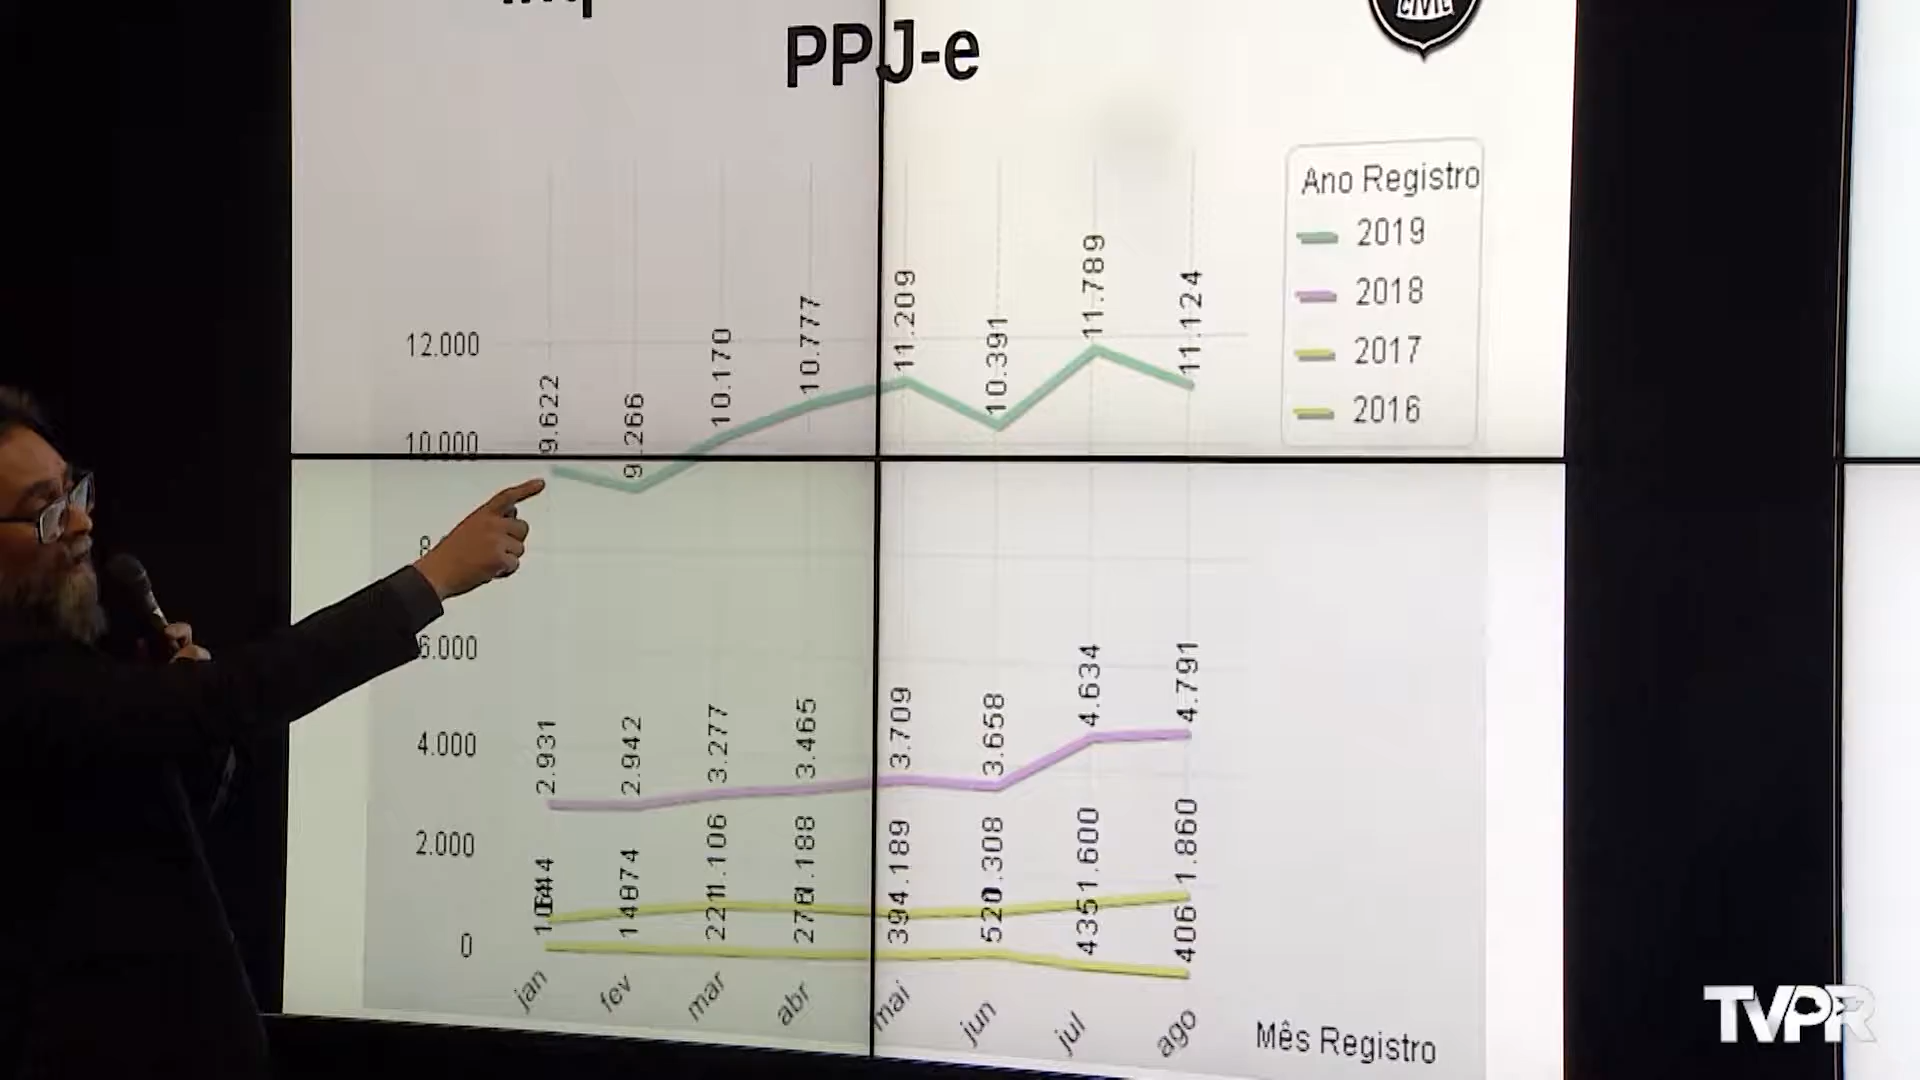 PPJ-e
CIVIL
Ano Registro
2019
2018
2017
2016
12.000
10.000
6.000
4.000
2.000
0
9.622
9.266
10.170
10.777
11.209
10.391
11.789
11.124
2.931
2.942
3.277
3.465
3.709
3.658
4.634
4.791
1.106
1.188
1.189
1.308
1.600
1.860
394
520
435
406
jan
fev
mar
abr
mai
jun
jul
ago
Mês Registro
TVPR